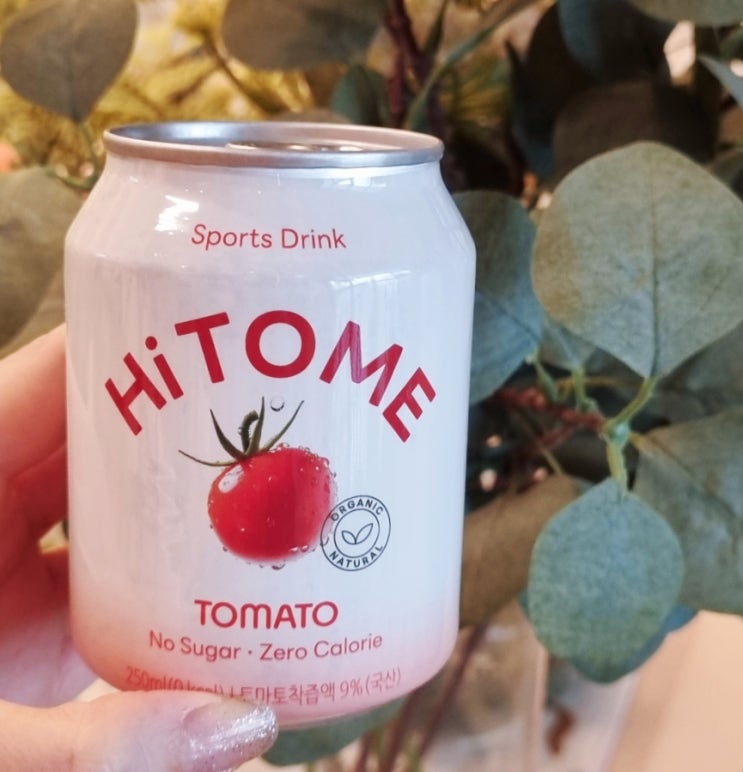 Sports Drink
HiTOME
ORGANIC
NATURAL
TOMATO
No Sugar · Zero Calorie
250ml(0 kcal) | 토마토착즙액 9% (국산)